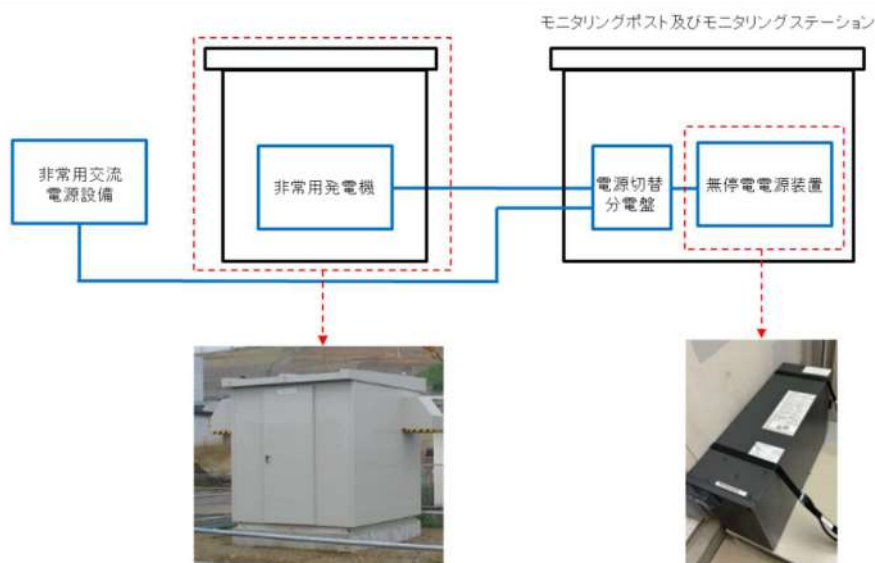 モニタリングポスト及びモニタリングステーション
非常用交流
電源設備
非常用発電機
電源切替
分電盤
無停電電源装置